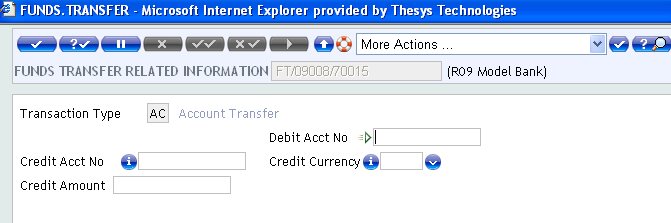 FUNDS.TRANSFER - Microsoft Internet Explorer provided by Thesys Technologies
More Actions ...
FUNDS TRANSFER RELATED INFORMATION FT/09008/70015 (R09 Model Bank)
Transaction Type AC Account Transfer
Debit Acct No
Credit Acct No Credit Currency
Credit Amount